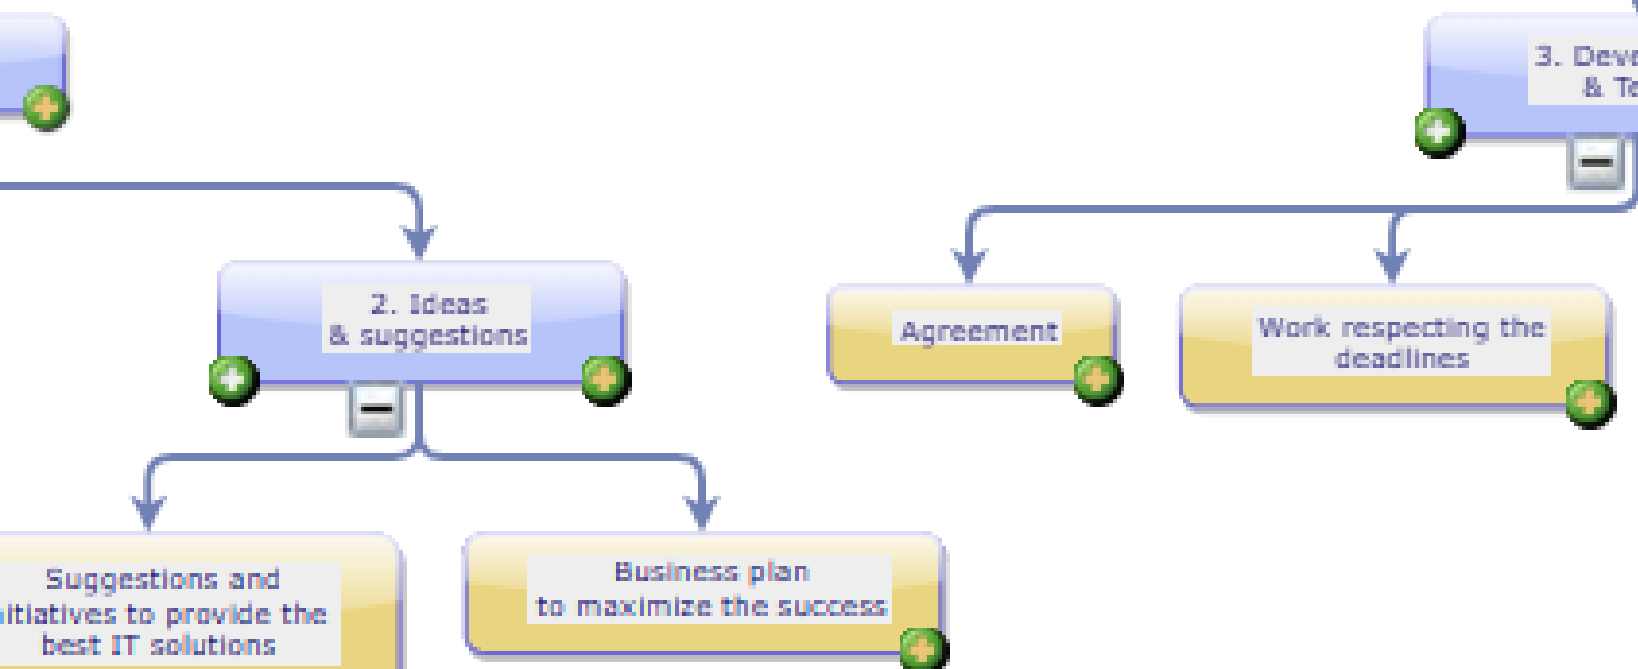 3.
& 
2. Ideas
& suggestions
Agreement
Work respecting the
deadlines
Suggestions and
to provide the
best IT solutions
Business plan
to maximize the success